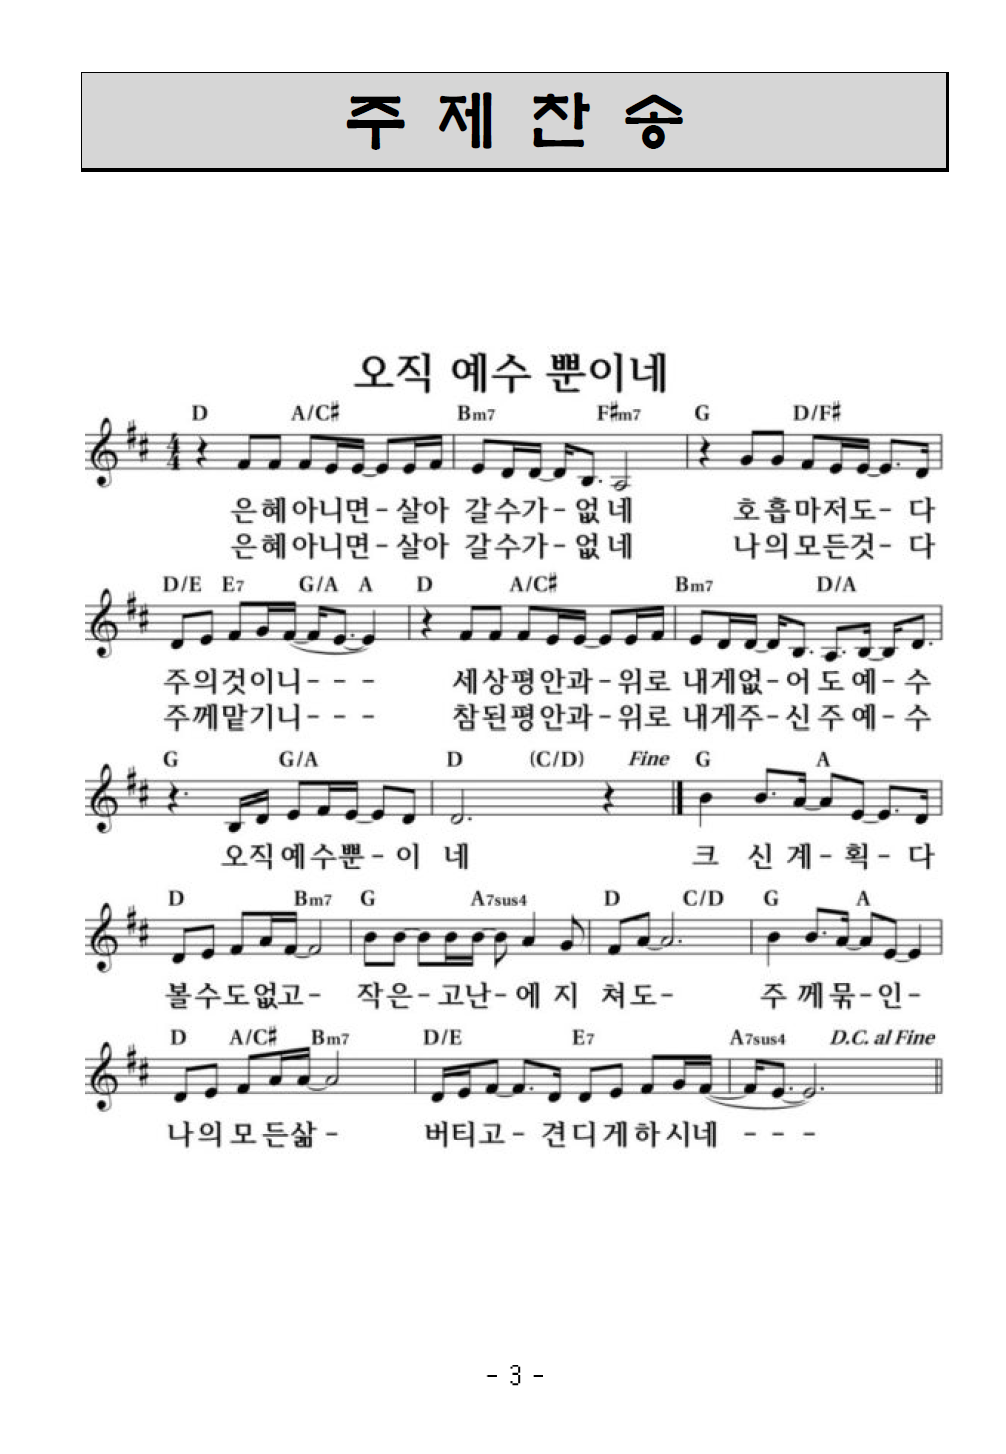 주 제 찬 송
오직 예수 뿐이네
D A/C♯ Bm7 F♯m7 G D/F♯
은혜아니면- 살아 갈수가- 없네 호흡마저도- 다
은혜아니면- 살아 갈수가- 없네 나의모든것- 다
D/E E7 G/A A D A/C♯ Bm7 D/A
주의것이니- - - 세상평안과- 위로 내게없- 어도 예- 수
주께맡기니- - - 참된평안과- 위로 내게주- 신주 예- 수
G G/A D (C/D) Fine G A
오직예수뿐- 이 네 크 신 계- 획- 다
D Bm7 G A7sus4 D C/D G A
볼수도없고- 작은- 고난- 에 지 쳐도- 주 께 묶- 인-
D A/C♯ Bm7 D/E E7 A7sus4 D.C. al Fine
나의모든삶 - 버티고- 견디게하시네 - - -
- 3 -